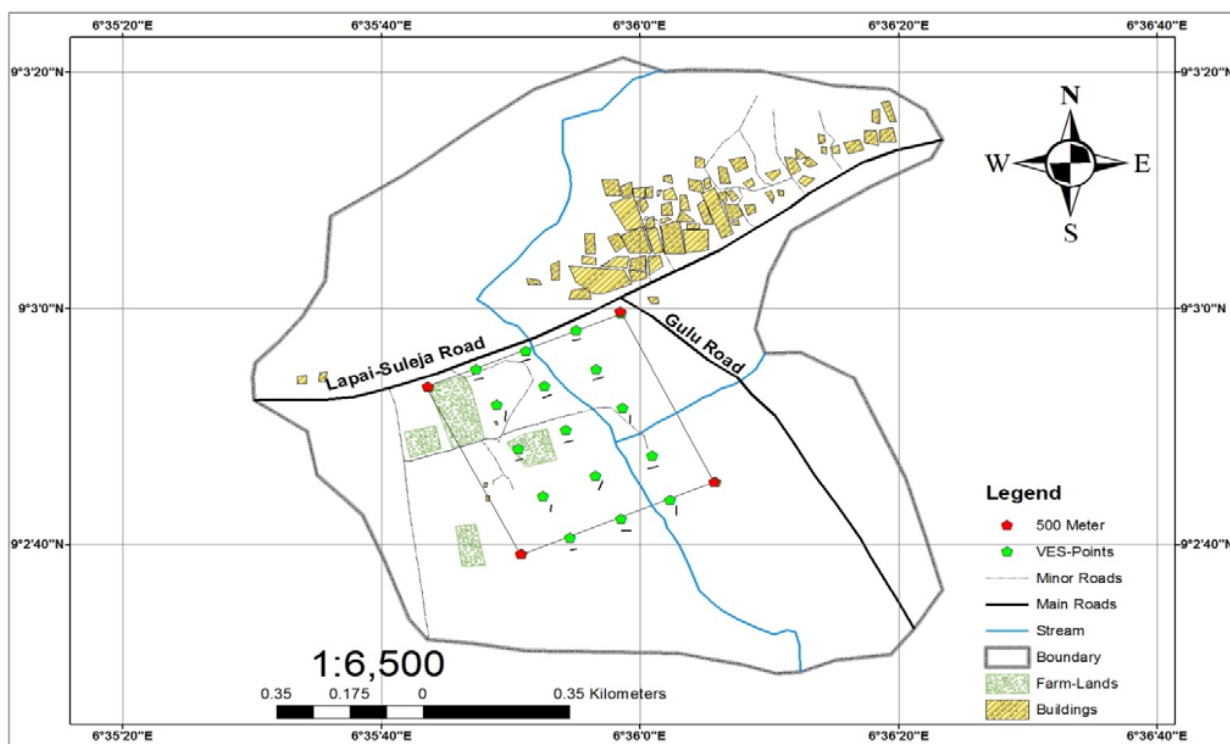 6°35'20"E 6°35'40"E 6°36'0"E 6°36'20"E 6°36'40"E
9°3'20"N 9°3'20"N
N
W E
S
9°3'0"N 9°3'0"N
Gulu Road
Lapai-Suleja Road
Legend
500 Meter
9°2'40"N 9°2'40"N
VES-Points
Minor Roads
Main Roads
Stream
1:6,500
Boundary
0.35 0.175 0 0.35 Kilometers
Farm-Lands
Buildings
6°35'20"E 6°35'40"E 6°36'0"E 6°36'20"E 6°36'40"E